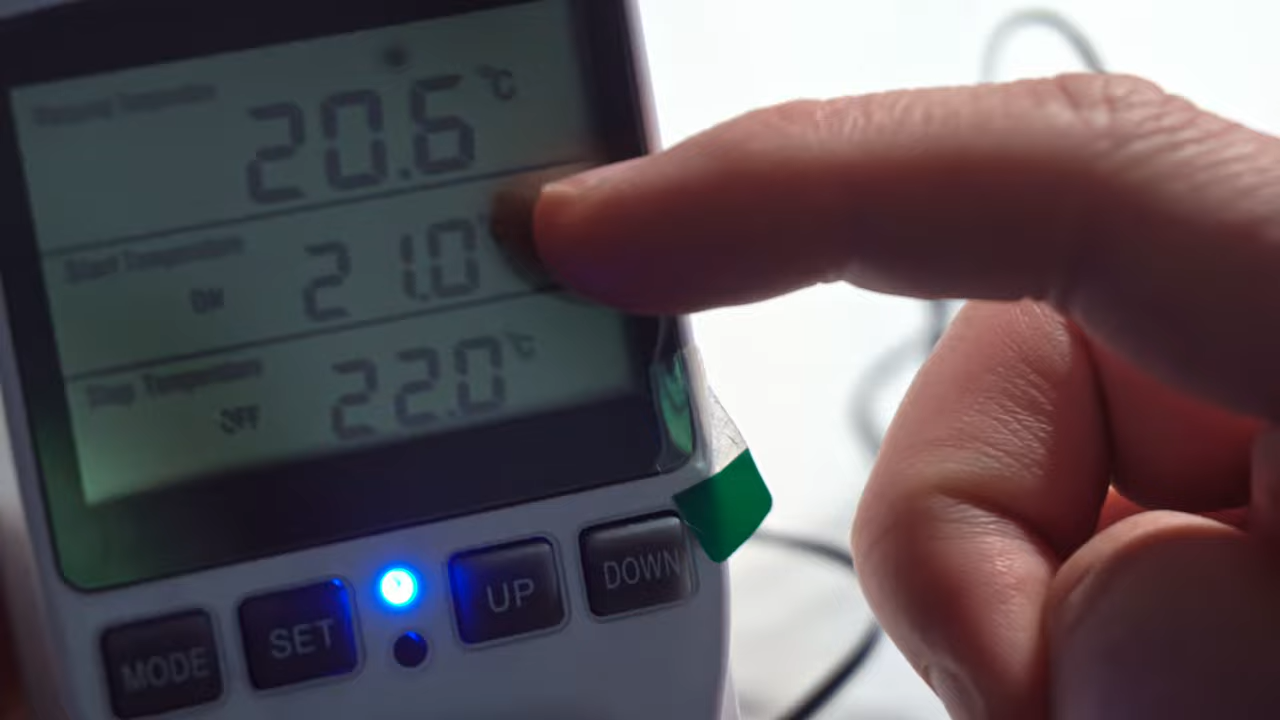 20.6 °C
Start Temperature
ON 21.0
Stop Temperature
OFF 22.0 °C
MODE SET UP DOWN